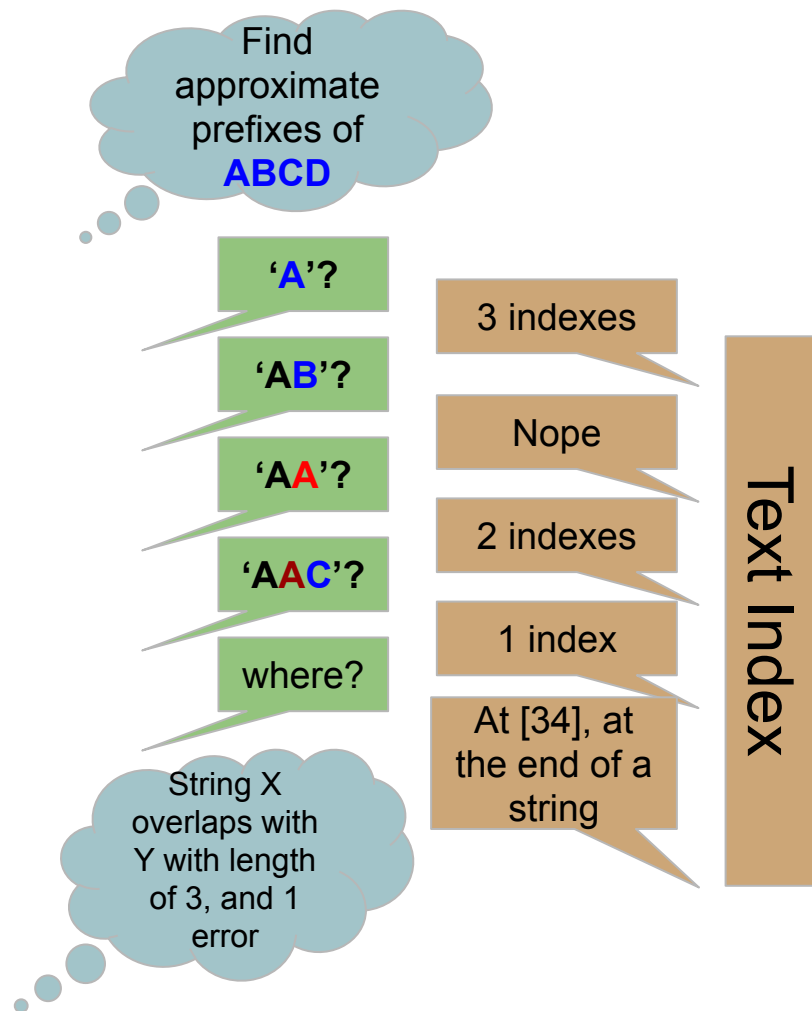 Find
approximate
prefixes of
ABCD
‘A’?
3 indexes
‘AB’?
Nope
‘AA’?
2 indexes
‘AAC’?
1 index
where?
At [34], at
the end of a
string
Text Index
String X
overlaps with
Y with length
of 3, and 1
error